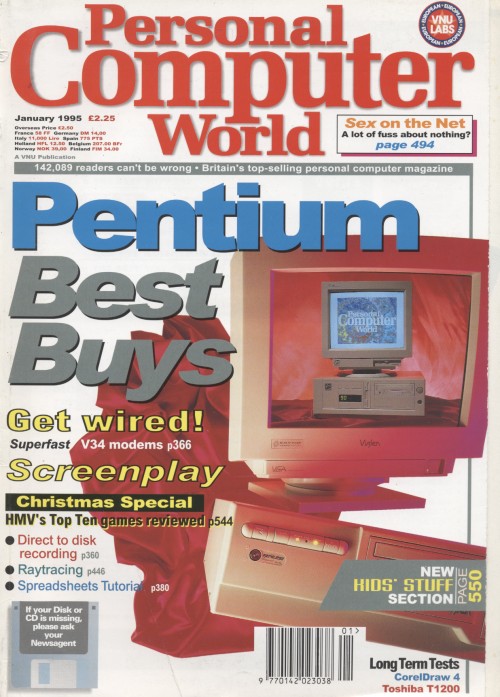 Personal
Computer
World
EUROPEAN
VNU
LABS
EUROPEAN
January 1995 £2.25
Overseas Price £2.50
France 58 FF Germany DM 14,00
Italy 11,000 Lire Spain 775 PTS
Holland HFL 12.50 Belgium 207.00 BFr
Norway NOK 39,00 Finland FIM 34.00
A VNU Publication
Sex on the Net
A lot of fuss about nothing?
page 494
142,089 readers can't be wrong • Britain's top-selling personal computer magazine
Pentium
Best
Buys
Personal
Computer
World
Get wired!
Superfast V34 modems p366
Screenplay
Christmas Special
HMV's Top Ten games reviewed p544
• Direct to disk
recording p360
• Raytracing p446
• Spreadsheets Tutorial p380
NEW
KIDS' STUFF
SECTION
PAGE
550
If your Disk or
CD is missing,
please ask
your
Newsagent
01>
9 770142 023038
Long Term Tests
CorelDraw 4
Toshiba T1200